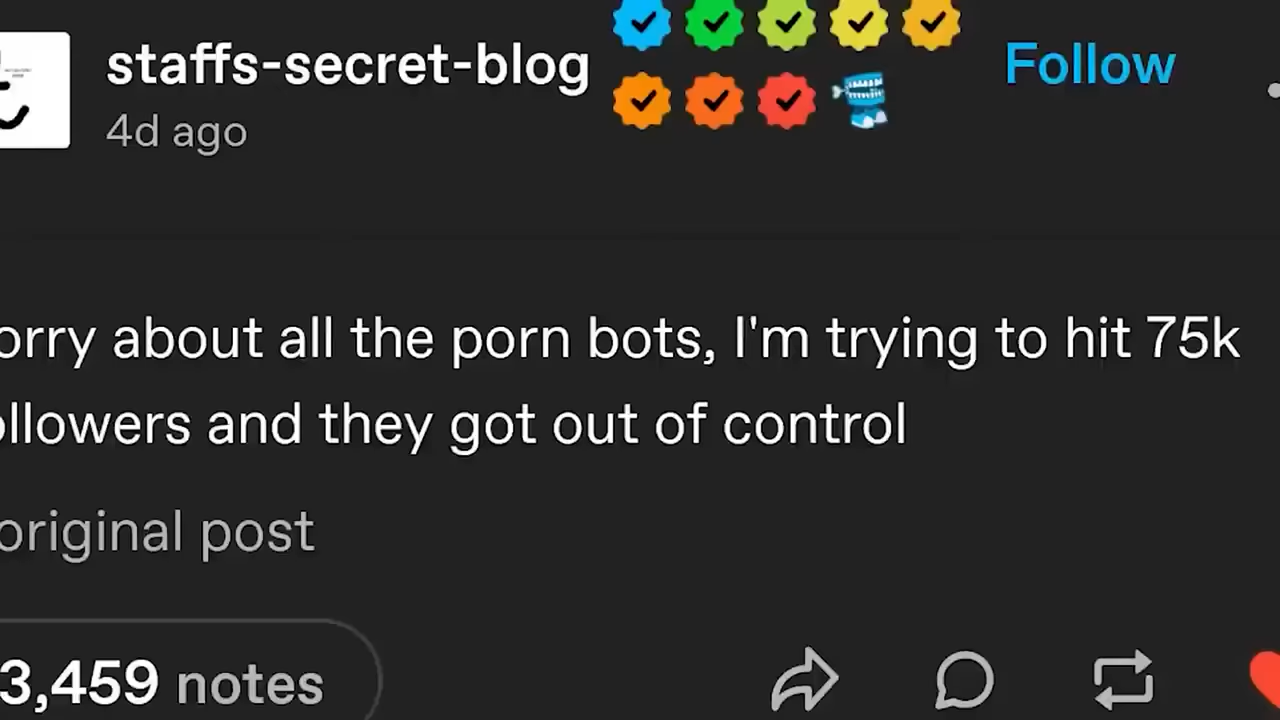 staffs-secret-blog
Follow
4d ago
orry about all the porn bots, I'm trying to hit 75k
ollowers and they got out of control
original post
3,459 notes